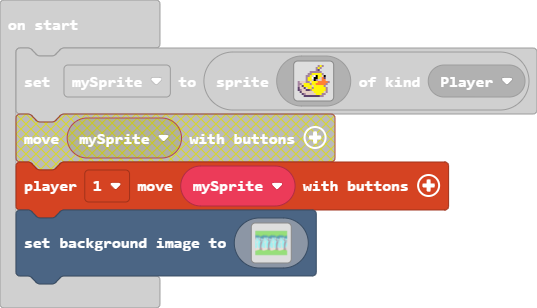 on start
set mySprite to sprite of kind Player
move mySprite with buttons
player 1 move mySprite with buttons
set background image to